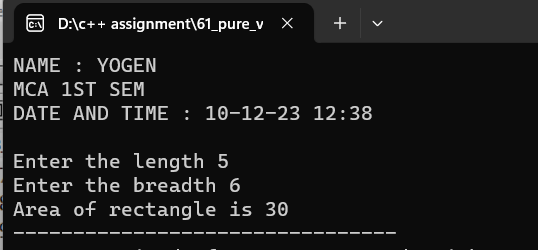 D:\c++ assignment\61_pure_v
NAME : YOGEN
MCA 1ST SEM
DATE AND TIME : 10-12-23 12:38
Enter the length 5
Enter the breadth 6
Area of rectangle is 30
--------------------------------